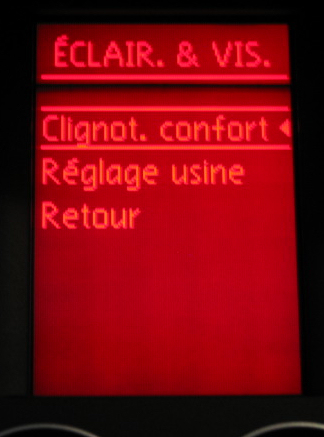 ÉCLAIR. & VIS.
Clignot. confort
Réglage usine
Retour